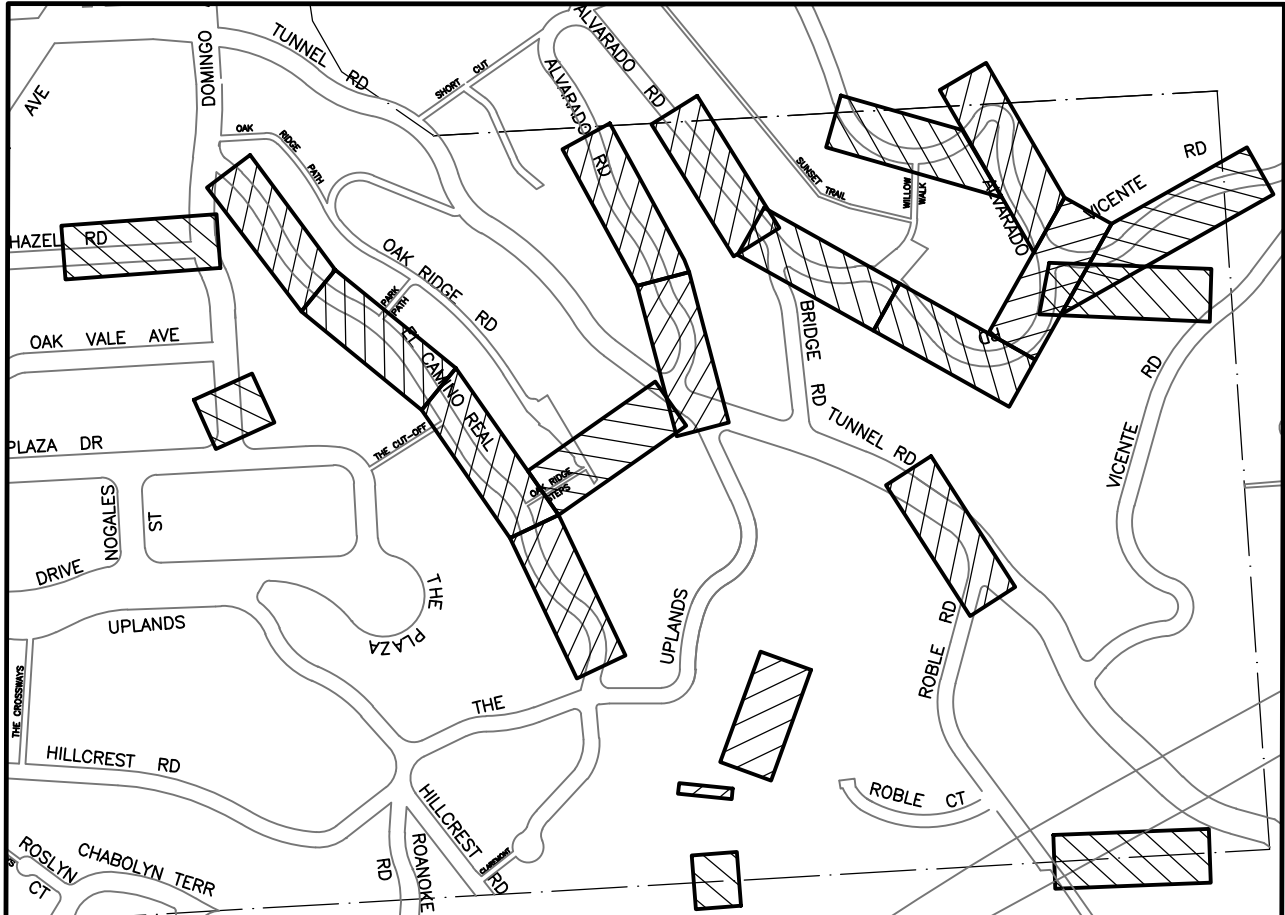 AVE
DOMINGO
TUNNEL RD
SHORT CUT
ALVARADO RD
ALVARADO RD
OAK RIDGE PATH
SUNSET TRAIL
WILLOW WALK
ALVARADO RD
VICENTE RD
HAZEL RD
OAK RIDGE RD
PARK PATH
EL CAMINO REAL
OAK VALE AVE
BRIDGE RD
TUNNEL RD
VICENTE RD
PLAZA DR
THE CUT-OFF
OAK RIDGE STEPS
NOGALES ST
DRIVE
THE PLAZA
UPLANDS
THE UPLANDS
ROBLE RD
THE CROSSWAYS
HILLCREST RD
HILLCREST RD
ROBLE CT
CLAREMONT
ROANOKE RD
ROSLYN CT
CHABOLYN TERR